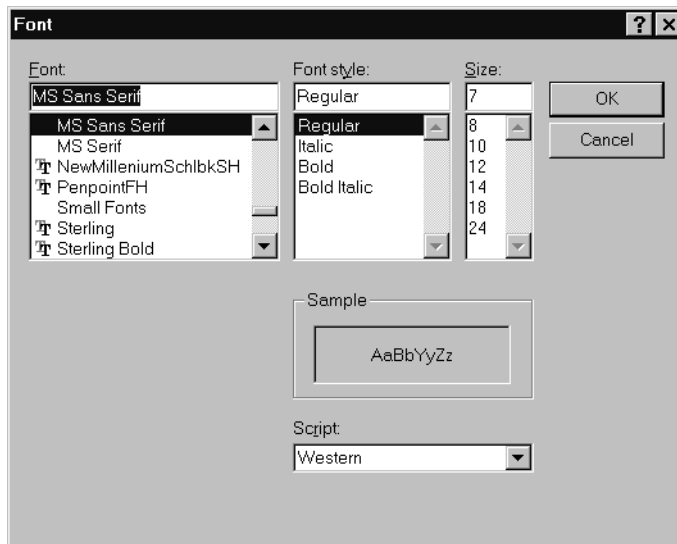 Font
Font: Font style: Size:
MS Sans Serif Regular 7 OK
MS Sans Serif Regular 8 Cancel
MS Serif Italic 10
NewMilleniumSchlbkSH Bold 12
PenpointFH Bold Italic 14
Small Fonts 18
Sterling 24
Sterling Bold
Sample
AaBbYyZz
Script:
Western